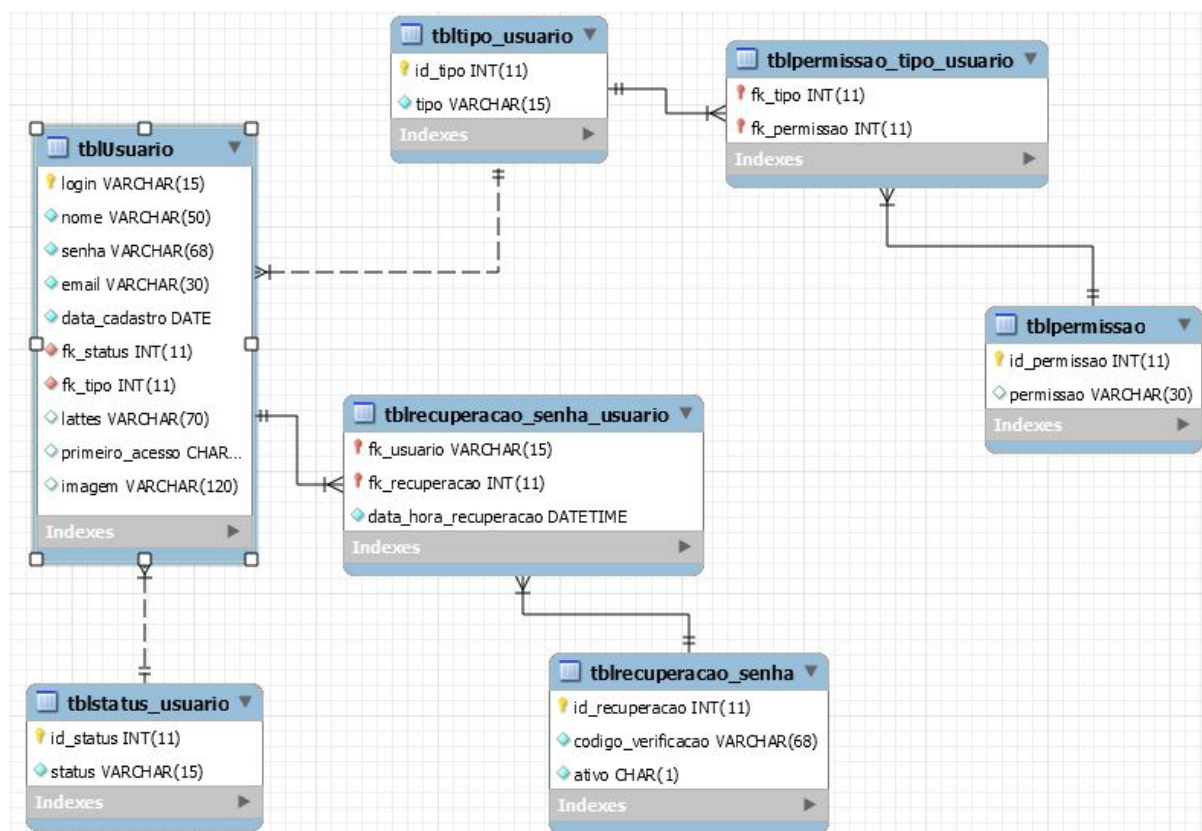 tbltipo_usuario
id_tipo INT(11)
tipo VARCHAR(15)
Indexes
tblpermissao_tipo_usuario
fk_tipo INT(11)
fk_permissao INT(11)
Indexes
tblUsuario
login VARCHAR(15)
nome VARCHAR(50)
senha VARCHAR(68)
email VARCHAR(30)
data_cadastro DATE
fk_status INT(11)
fk_tipo INT(11)
lattes VARCHAR(70)
primeiro_acesso CHAR...
imagem VARCHAR(120)
Indexes
tblpermissao
id_permissao INT(11)
permissao VARCHAR(30)
Indexes
tblrecuperacao_senha_usuario
fk_usuario VARCHAR(15)
fk_recuperacao INT(11)
data_hora_recuperacao DATETIME
Indexes
tblstatus_usuario
id_status INT(11)
status VARCHAR(15)
Indexes
tblrecuperacao_senha
id_recuperacao INT(11)
codigo_verificacao VARCHAR(68)
ativo CHAR(1)
Indexes